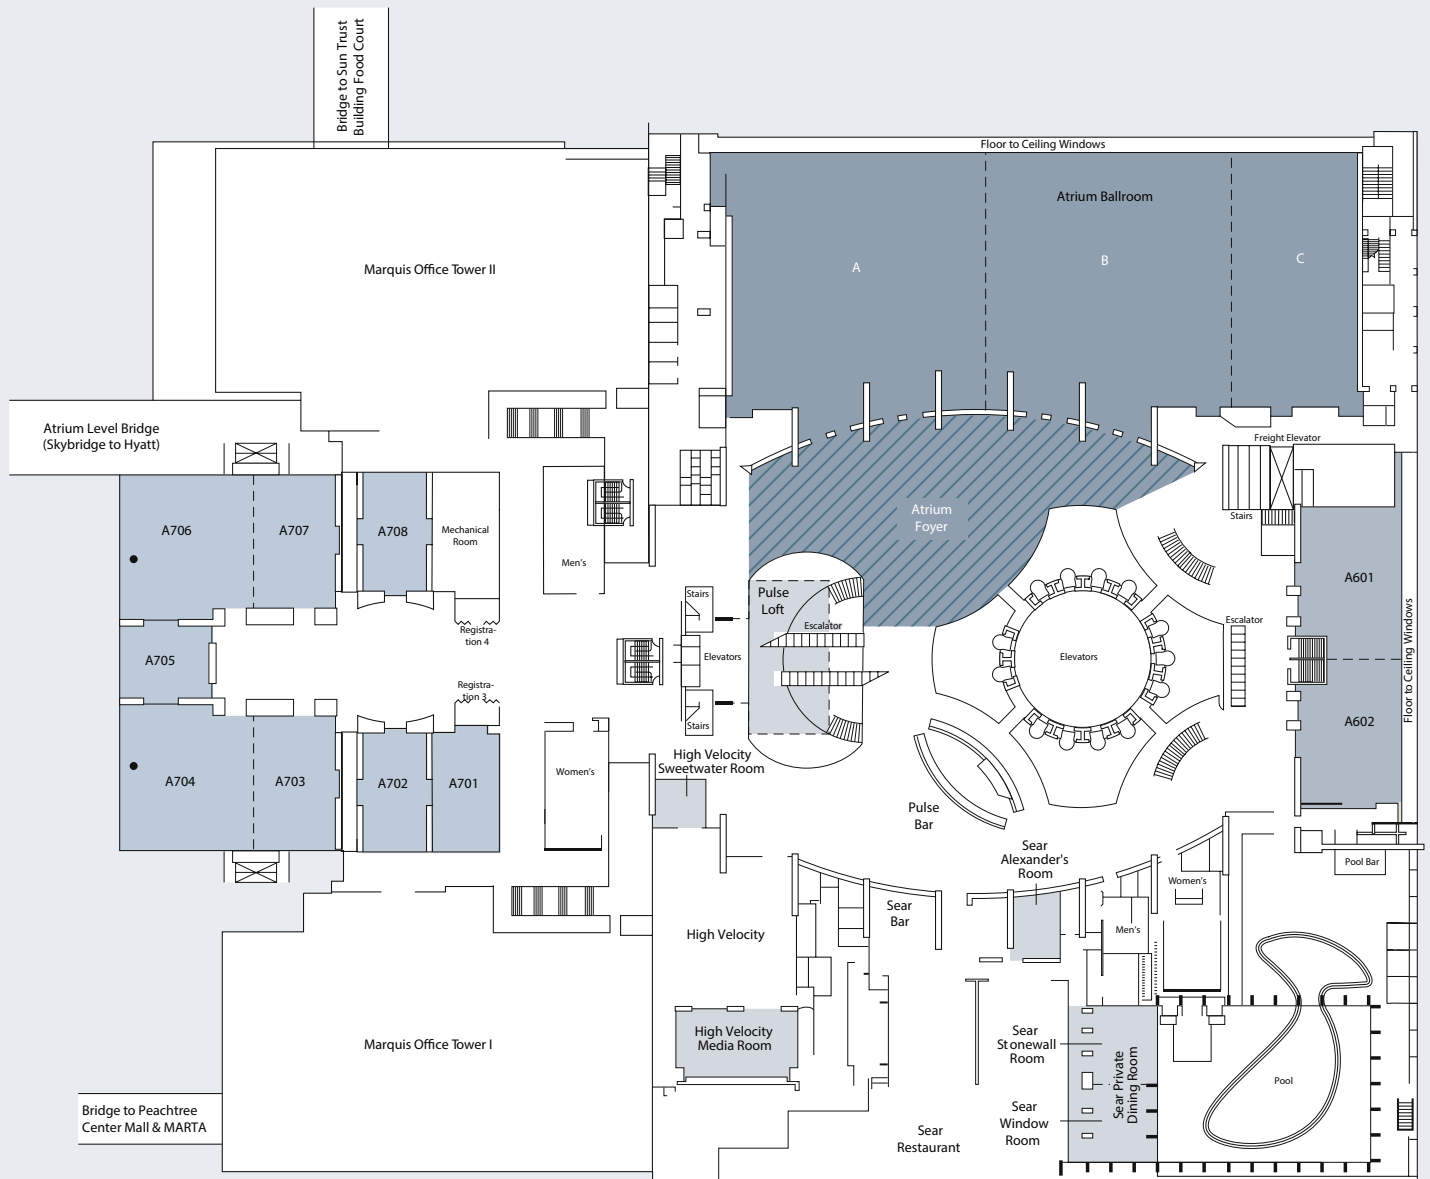 Bridge to Sun Trust
Building Food Court
Floor to Ceiling Windows
Atrium Ballroom
A
B
C
Marquis Office Tower II
Atrium Level Bridge
(Skybridge to Hyatt)
Freight Elevator
Stairs
A706
A707
A708
Mechanical
Room
Men's
Atrium
Foyer
A601
Floor to Ceiling Windows
A602
Stairs
Pulse
Loft
Escalator
Elevators
Stairs
Elevators
Escalator
Registra-
tion 4
A705
Registra-
tion 3
A704
A703
A702
A701
Women's
High Velocity
Sweetwater Room
Pulse
Bar
Sear
Alexander's
Room
Pool Bar
Women's
Sear
Bar
Men's
High Velocity
High Velocity
Media Room
Marquis Office Tower I
Sear
Stonewall
Room
Sear Private
Dining Room
Pool
Sear
Window
Room
Bridge to Peachtree
Center Mall & MARTA
Sear
Restaurant